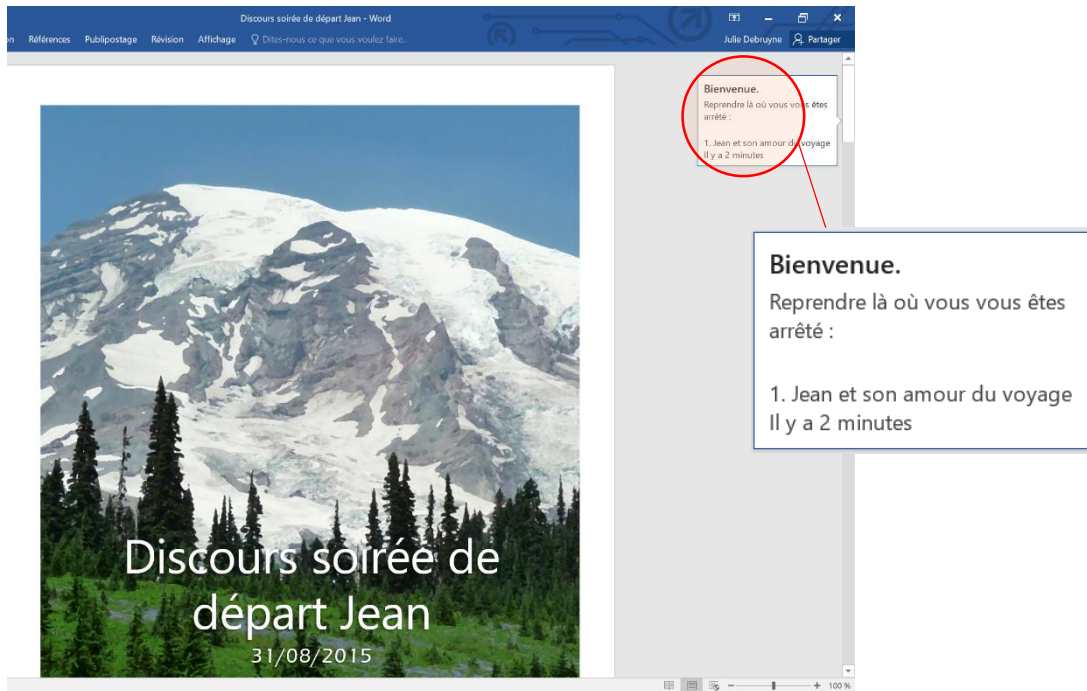 Discours soirée de départ Jean - Word
Références Publipostage Révision Affichage Dites-nous ce que vous voulez faire.
Julie Debruyne Partager
Bienvenue.
Reprendre là où vous vous êtes
arrêté :
1. Jean et son amour du voyage
Il y a 2 minutes
Bienvenue.
Reprendre là où vous vous êtes
arrêté :
1. Jean et son amour du voyage
Il y a 2 minutes
Discours soirée de
départ Jean
31/08/2015
100 %